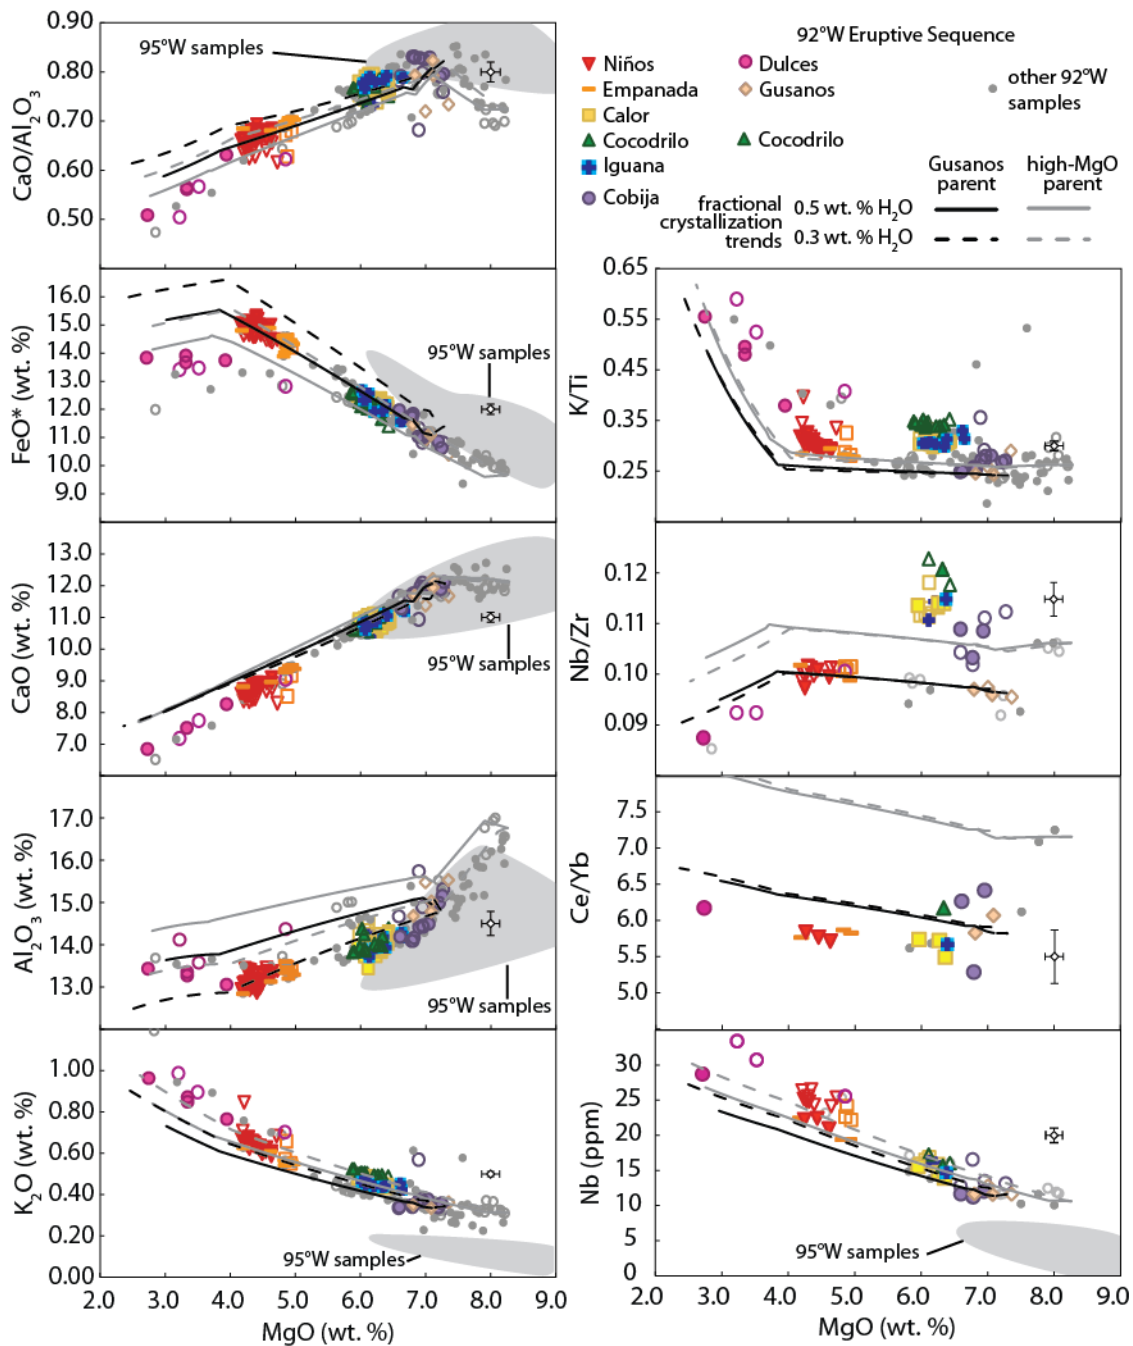 0.90
0.80
0.70
0.60
0.50
CaO/Al2O3
95°W samples
92°W Eruptive Sequence
Niños
Dulces
Empanada
Gusanos
Calor
Cocodrilo
Cocodrilo
Iguana
Cobija
other 92°W
samples
Gusanos
parent
high-MgO
parent
fractional
crystallization
trends
0.5 wt. % H2O
0.3 wt. % H2O
16.0
15.0
14.0
13.0
12.0
11.0
10.0
9.0
FeO* (wt. %)
95°W samples
0.65
0.55
0.45
0.35
0.25
K/Ti
13.0
12.0
11.0
10.0
9.0
8.0
7.0
CaO (wt. %)
95°W samples
0.12
0.11
0.10
0.09
Nb/Zr
17.0
16.0
15.0
14.0
13.0
Al2O3 (wt. %)
95°W samples
7.5
7.0
6.5
6.0
5.5
5.0
Ce/Yb
1.00
0.80
0.60
0.40
0.20
0.00
K2O (wt. %)
95°W samples
2.0 3.0 4.0 5.0 6.0 7.0 8.0 9.0
MgO (wt. %)
30
25
20
15
10
5
0
Nb (ppm)
95°W samples
2.0 3.0 4.0 5.0 6.0 7.0 8.0 9.0
MgO (wt. %)